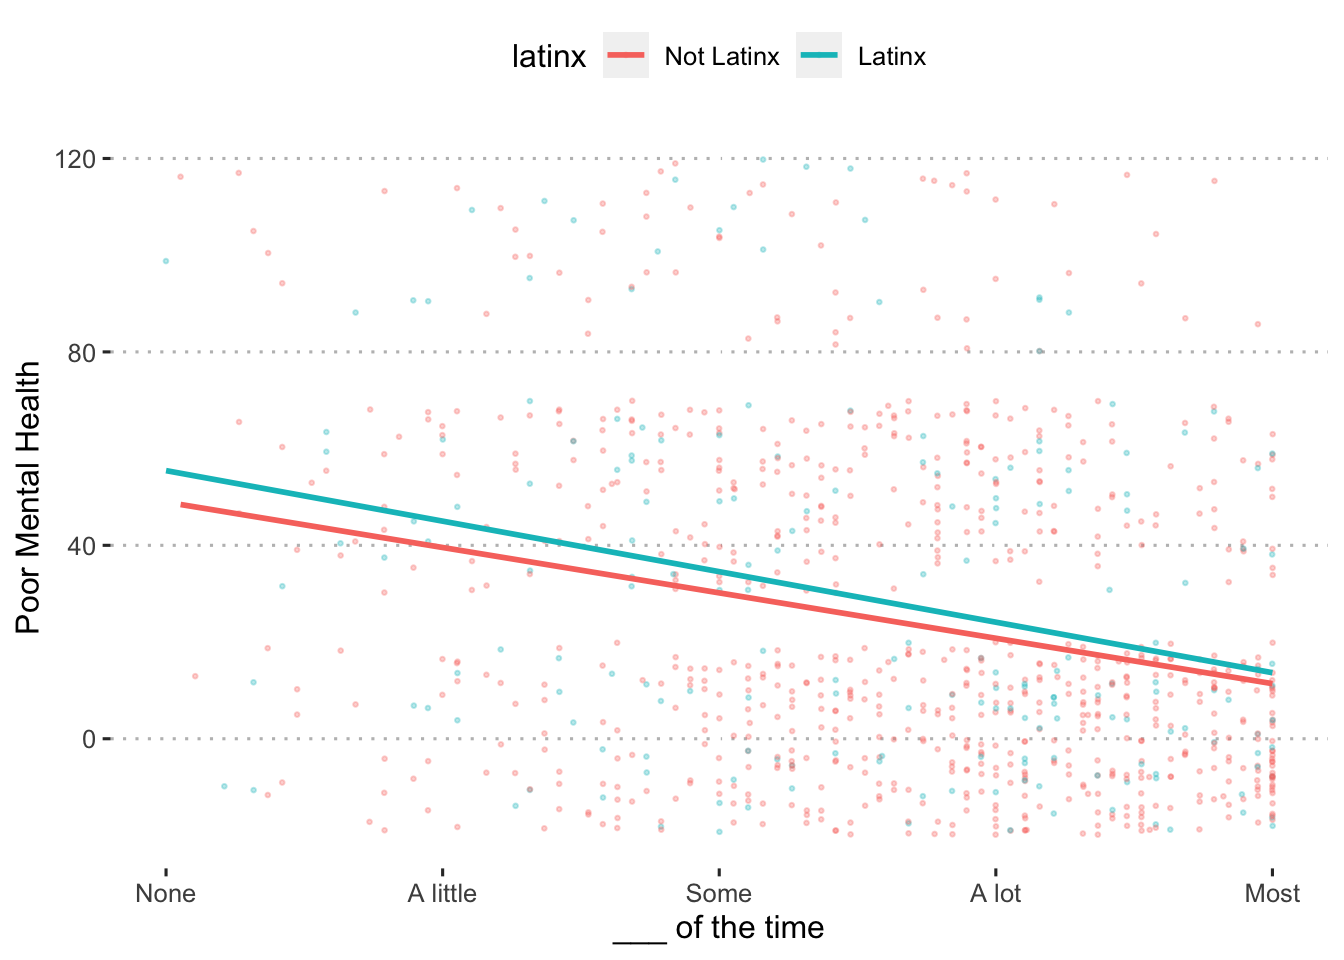 latinx Not Latinx Latinx
120
80
40
0
Poor Mental Health
None A little Some A lot Most
___ of the time